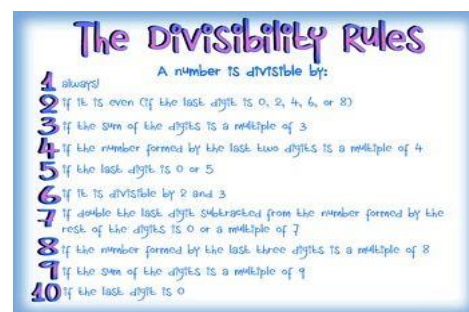 The Divisibility Rules
A number is divisible by:
1 always!
2 if it is even (if the last digit is 0, 2, 4, 6, or 8)
3 if the sum of the digits is a multiple of 3
4 if the number formed by the last two digits is a multiple of 4
5 if the last digit is 0 or 5
6 if it is divisible by 2 and 3
7 if double the last digit subtracted from the number formed by the
rest of the digits is 0 or a multiple of 7
8 if the number formed by the last three digits is a multiple of 8
9 if the sum of the digits is a multiple of 9
10 if the last digit is 0